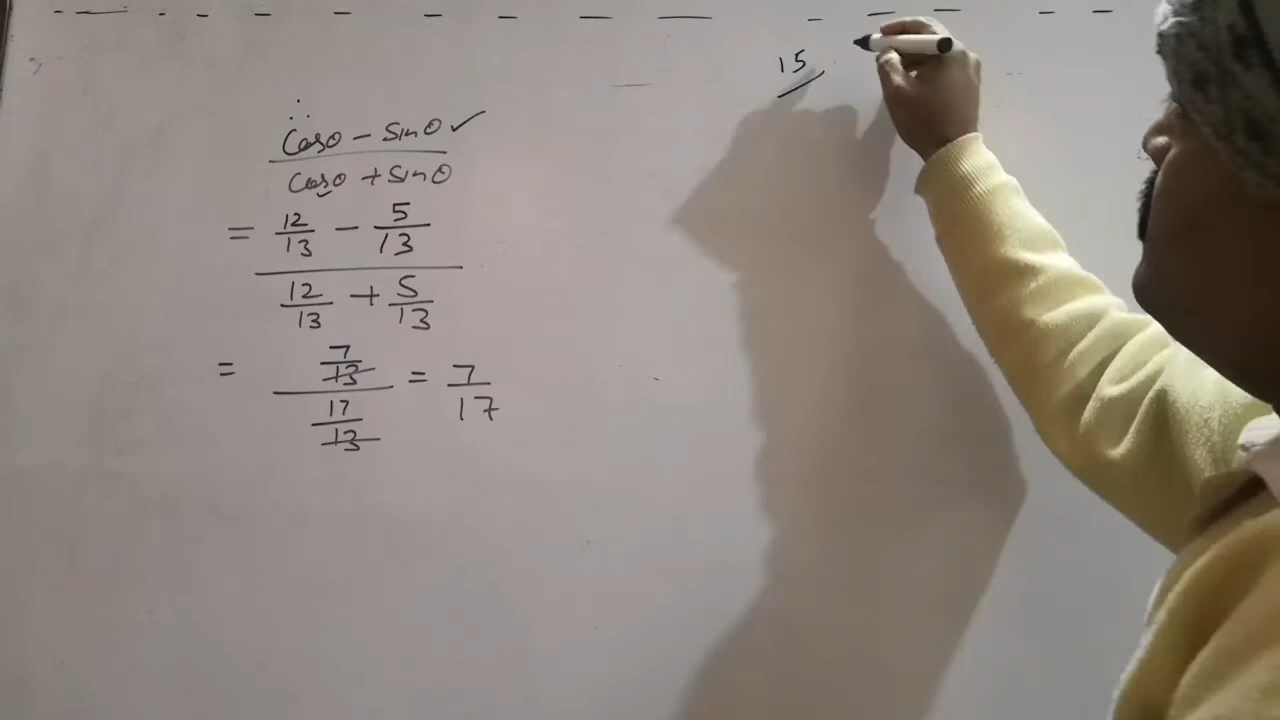 ∴
Cosθ - Sinθ ✓
Cosθ + Sinθ
= 12/13 - 5/13
12/13 + 5/13
= 7/13 / 17/13 = 7/17
15